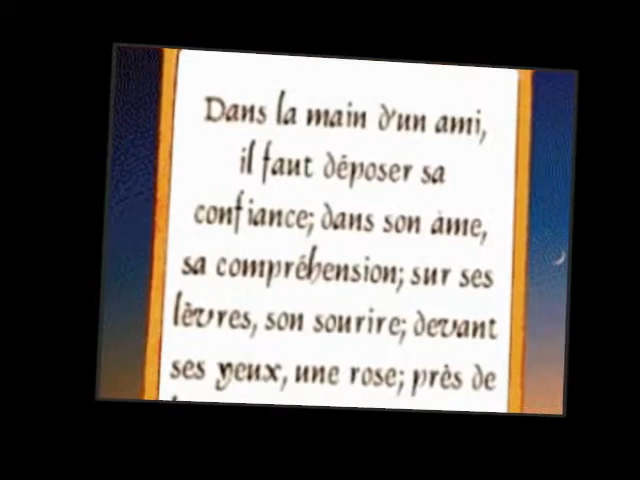 Dans la main d'un ami,
il faut déposer sa
confiance; dans son âme,
sa compréhension; sur ses
lèvres, son sourire; devant
ses yeux, une rose; près de